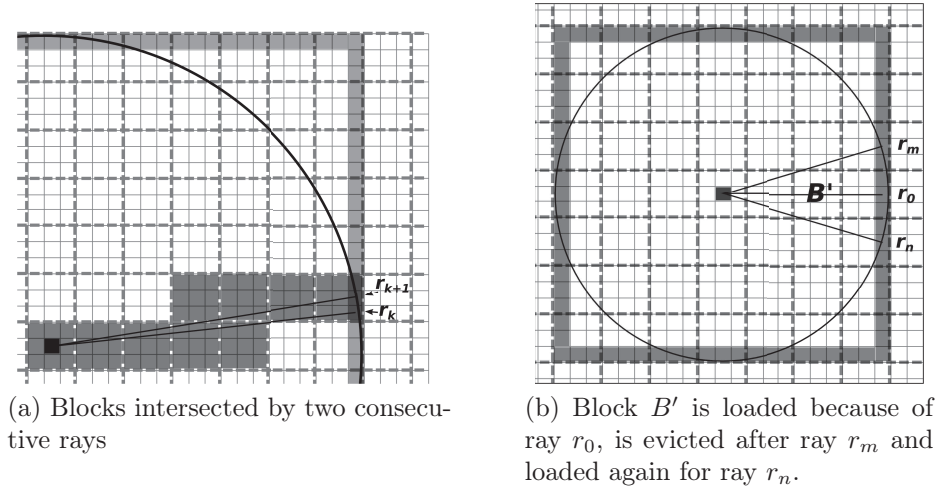 r_{k+1}
r_k
(a) Blocks intersected by two consecu-
tive rays
r_m
B'
r_0
r_n
(b) Block B' is loaded because of
ray r_0, is evicted after ray r_m and
loaded again for ray r_n.